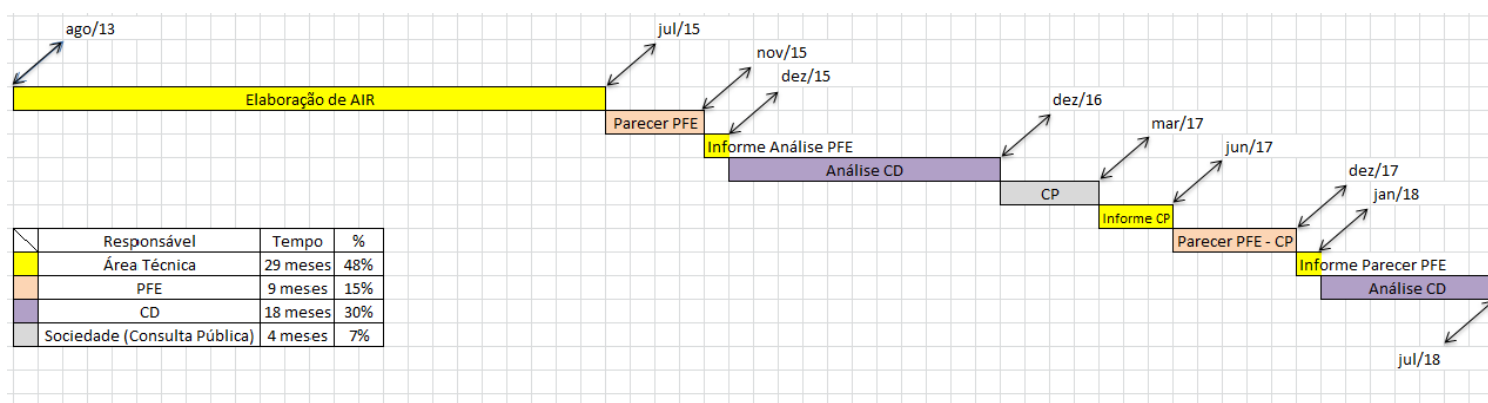 ago/13
jul/15
nov/15
dez/15
Elaboração de AIR
dez/16
Parecer PFE
mar/17
Informe Análise PFE
jun/17
Análise CD
dez/17
CP
jan/18
Informe CP
Responsável Tempo %
Parecer PFE - CP
Área Técnica 29 meses 48%
Informe Parecer PFE
PFE 9 meses 15%
Análise CD
CD 18 meses 30%
Sociedade (Consulta Pública) 4 meses 7%
jul/18